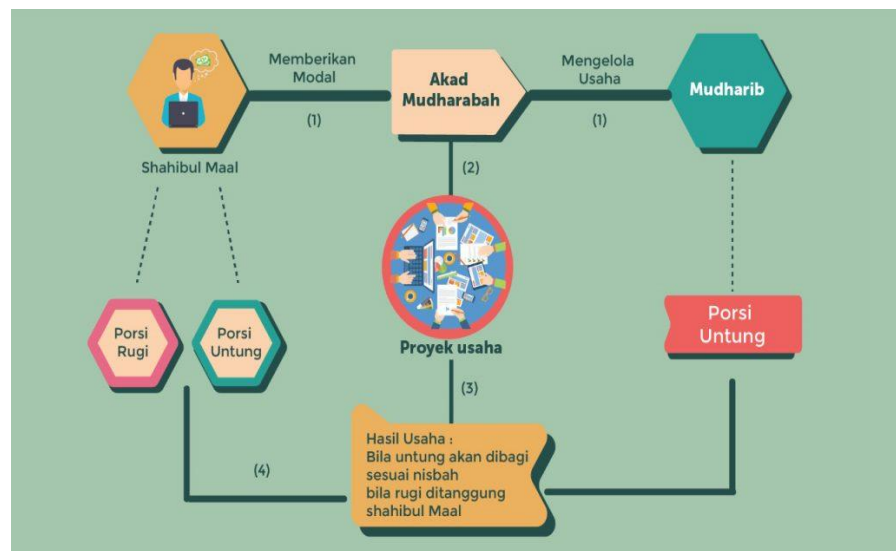 Memberikan
Modal
(1)
Akad
Mudharabah
Mengelola
Usaha
(1)
Mudharib
Shahibul Maal
(2)
Porsi
Rugi
Porsi
Untung
Proyek usaha
Porsi
Untung
(3)
Hasil Usaha :
Bila untung akan dibagi
sesuai nisbah
bila rugi ditanggung
shahibul Maal
(4)